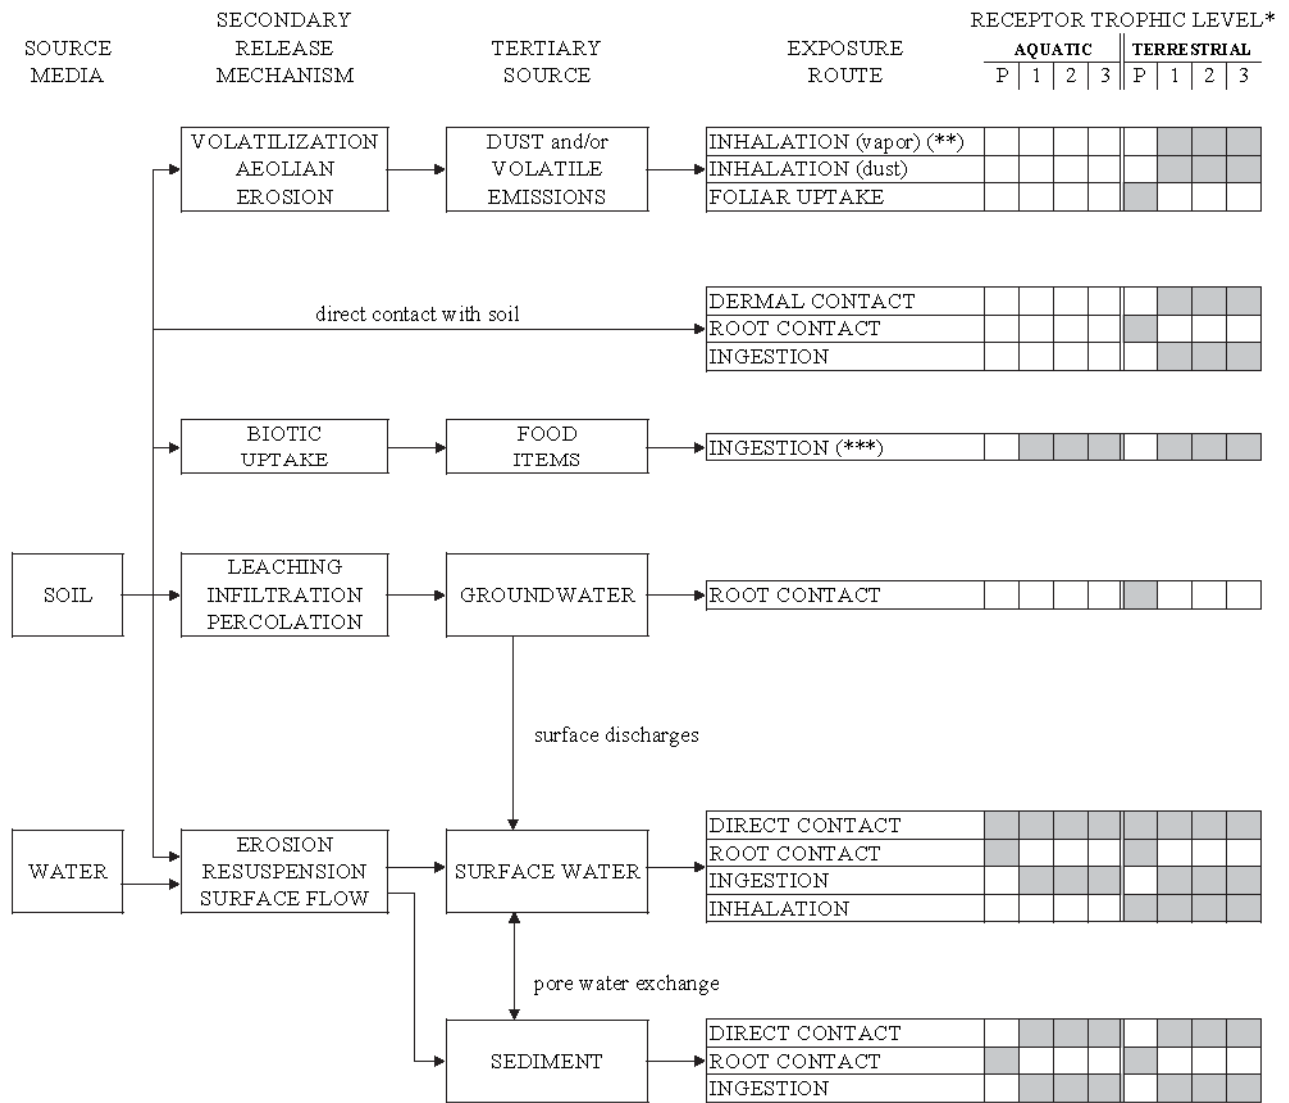 SOURCE
MEDIA
SECONDARY
RELEASE
MECHANISM
TERTIARY
SOURCE
EXPOSURE
ROUTE
RECEPTOR TROPHIC LEVEL*
AQUATIC
TERRESTRIAL
P 1 2 3 P 1 2 3
VOLATILIZATION
AEOLIAN
EROSION
DUST and/or
VOLATILE
EMISSIONS
INHALATION (vapor) (**)
INHALATION (dust)
FOLIAR UPTAKE
direct contact with soil
DERMAL CONTACT
ROOT CONTACT
INGESTION
BIOTIC
UPTAKE
FOOD
ITEMS
INGESTION (***)
SOIL
LEACHING
INFILTRATION
PERCOLATION
GROUNDWATER
ROOT CONTACT
surface discharges
WATER
EROSION
RESUSPENSION
SURFACE FLOW
SURFACE WATER
DIRECT CONTACT
ROOT CONTACT
INGESTION
INHALATION
pore water exchange
SEDIMENT
DIRECT CONTACT
ROOT CONTACT
INGESTION